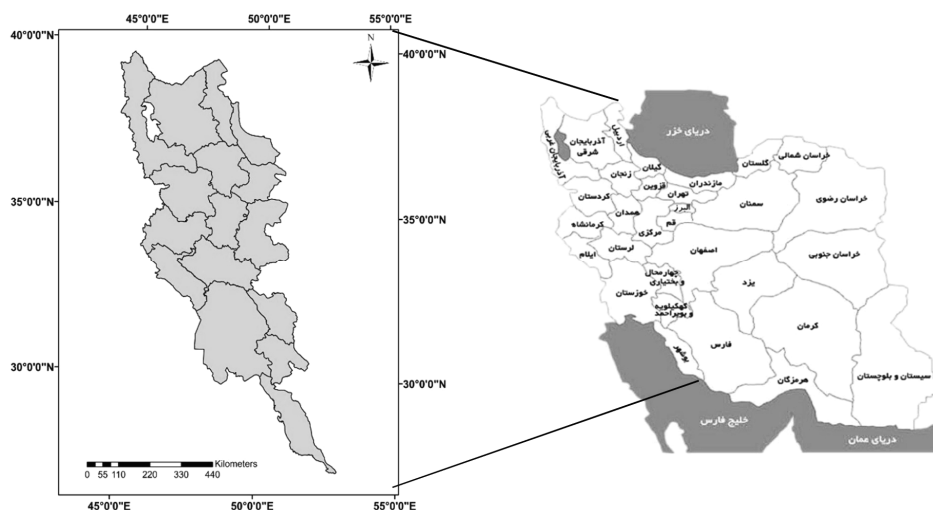 45°0'0"E 50°0'0"E 55°0'0"E
40°0'0"N
N
40°0'0"N
دریای خزر
اردبیل
آذربایجان غربی
آذربایجان
شرقی
گیلان
گلستان
خراسان شمالی
زنجان
مازندران
قزوین
تهران
البرز
کردستان
سمنان
خراسان رضوی
همدان
35°0'0"N
35°0'0"N
قم
کرمانشاه
مرکزی
لرستان
اصفهان
ایلام
خراسان جنوبی
چهارمحال
و بختیاری
یزد
خوزستان
کهکیلویه
و بویراحمد
کرمان
فارس
بوشهر
30°0'0"N
30°0'0"N
سیستان و بلوچستان
هرمزگان
خلیج فارس
دریای عمان
Kilometers
0 55 110 220 330 440
45°0'0"E 50°0'0"E 55°0'0"E